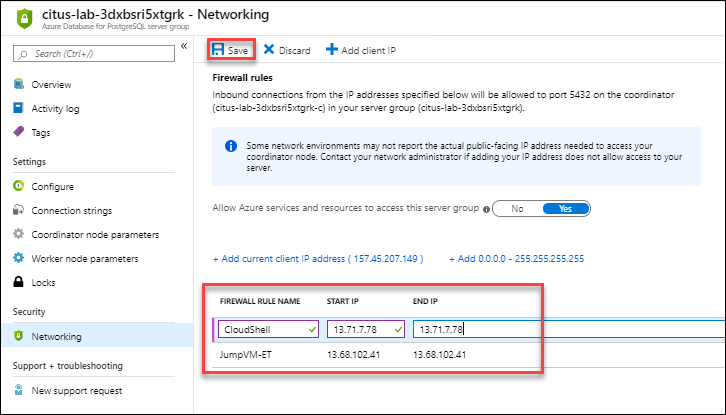 citus-lab-3dxbsri5xtgrk - Networking
Azure Database for PostgreSQL server group
Search (Ctrl+/)
«
Overview
Activity log
Tags
Settings
Configure
Connection strings
Coordinator node parameters
Worker node parameters
Locks
Security
Networking
Support + troubleshooting
New support request
Save
Discard
Add client IP
Firewall rules
Inbound connections from the IP addresses specified below will be allowed to port 5432 on the coordinator
(citus-lab-3dxbsri5xtgrk-c) in your server group (citus-lab-3dxbsri5xtgrk).
Some network environments may not report the actual public-facing IP address needed to access your
coordinator node. Contact your network administrator if adding your IP address does not allow access to your
server.
Allow Azure services and resources to access this server group No Yes
+ Add current client IP address ( 157.45.207.149 ) + Add 0.0.0.0 - 255.255.255.255
FIREWALL RULE NAME START IP END IP
CloudShell 13.71.7.78 13.71.7.78
JumpVM-ET 13.68.102.41 13.68.102.41